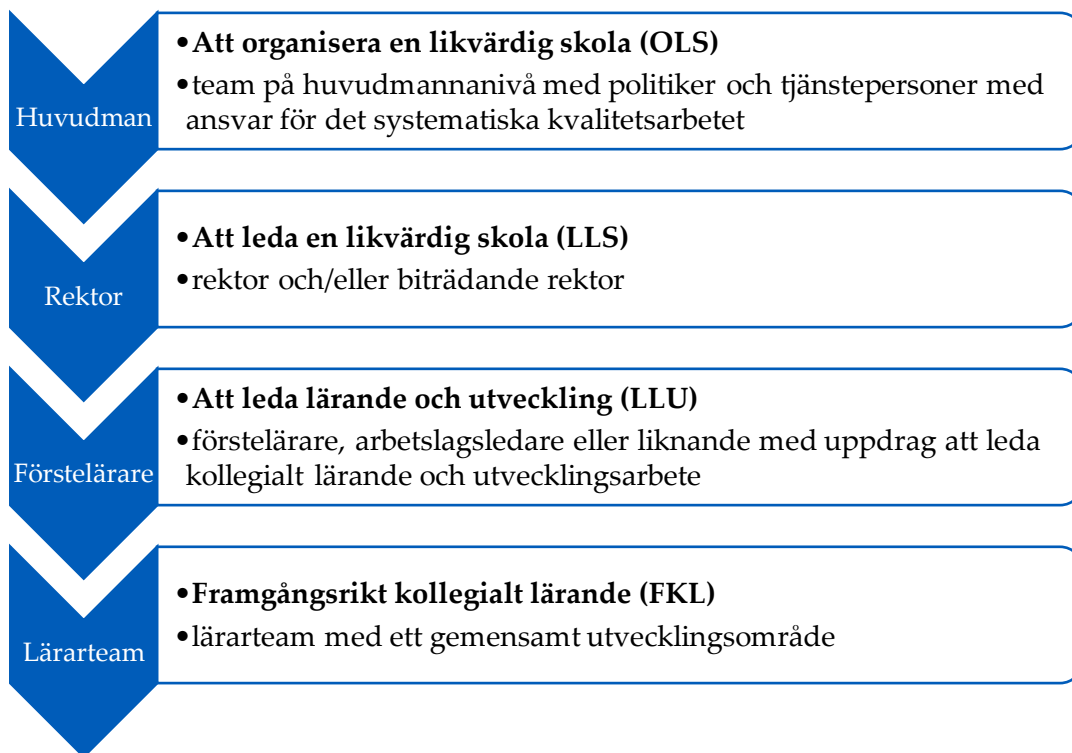 Huvudman
•Att organisera en likvärdig skola (OLS)
•team på huvudmannanivå med politiker och tjänstepersoner med
ansvar för det systematiska kvalitetsarbetet
Rektor
•Att leda en likvärdig skola (LLS)
•rektor och/eller biträdande rektor
Förstelärare
•Att leda lärande och utveckling (LLU)
•förstelärare, arbetslagsledare eller liknande med uppdrag att leda
kollegialt lärande och utvecklingsarbete
Lärarteam
•Framgångsrikt kollegialt lärande (FKL)
•lärarteam med ett gemensamt utvecklingsområde